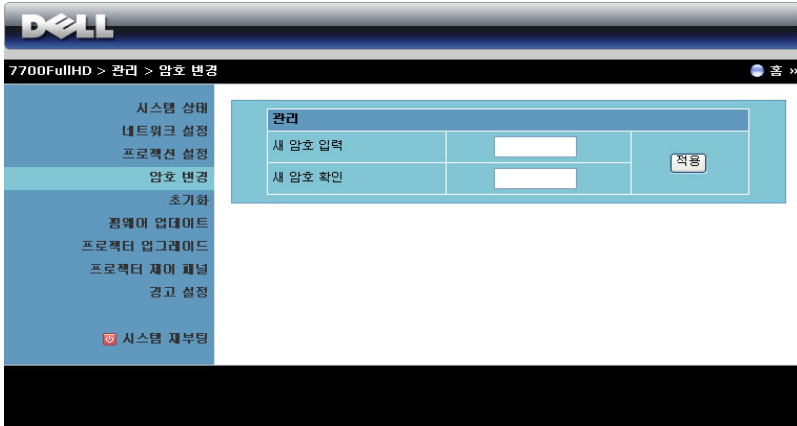 DELL
7700FullHD > 관리 > 암호 변경
홈 »
시스템 상태
네트워크 설정
프로젝션 설정
암호 변경
초기화
펌웨어 업데이트
프로젝터 업그레이드
프로젝터 제어 패널
경고 설정
시스템 재부팅
관리
새 암호 입력
적용
새 암호 확인